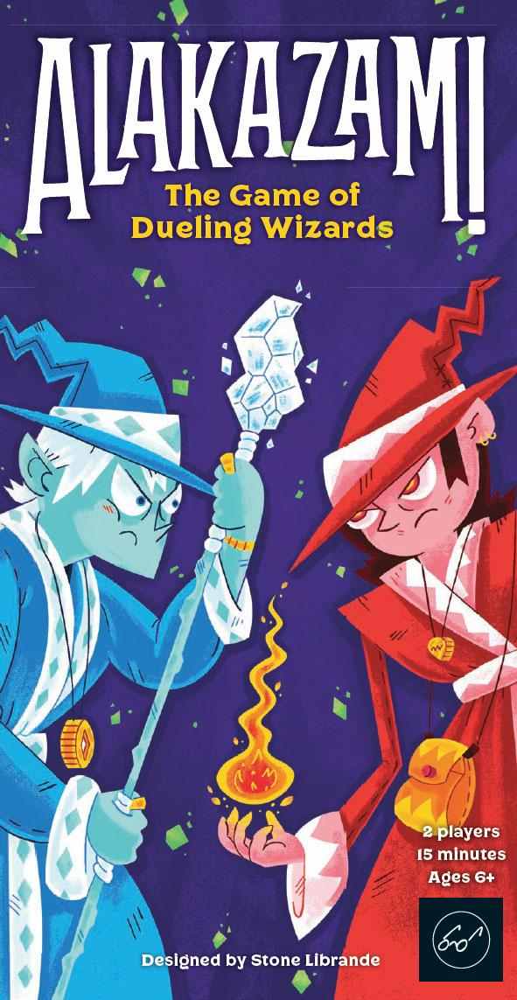 ALAKAZAM!
The Game of
Dueling Wizards
2 players
15 minutes
Ages 6+
Designed by Stone Librande